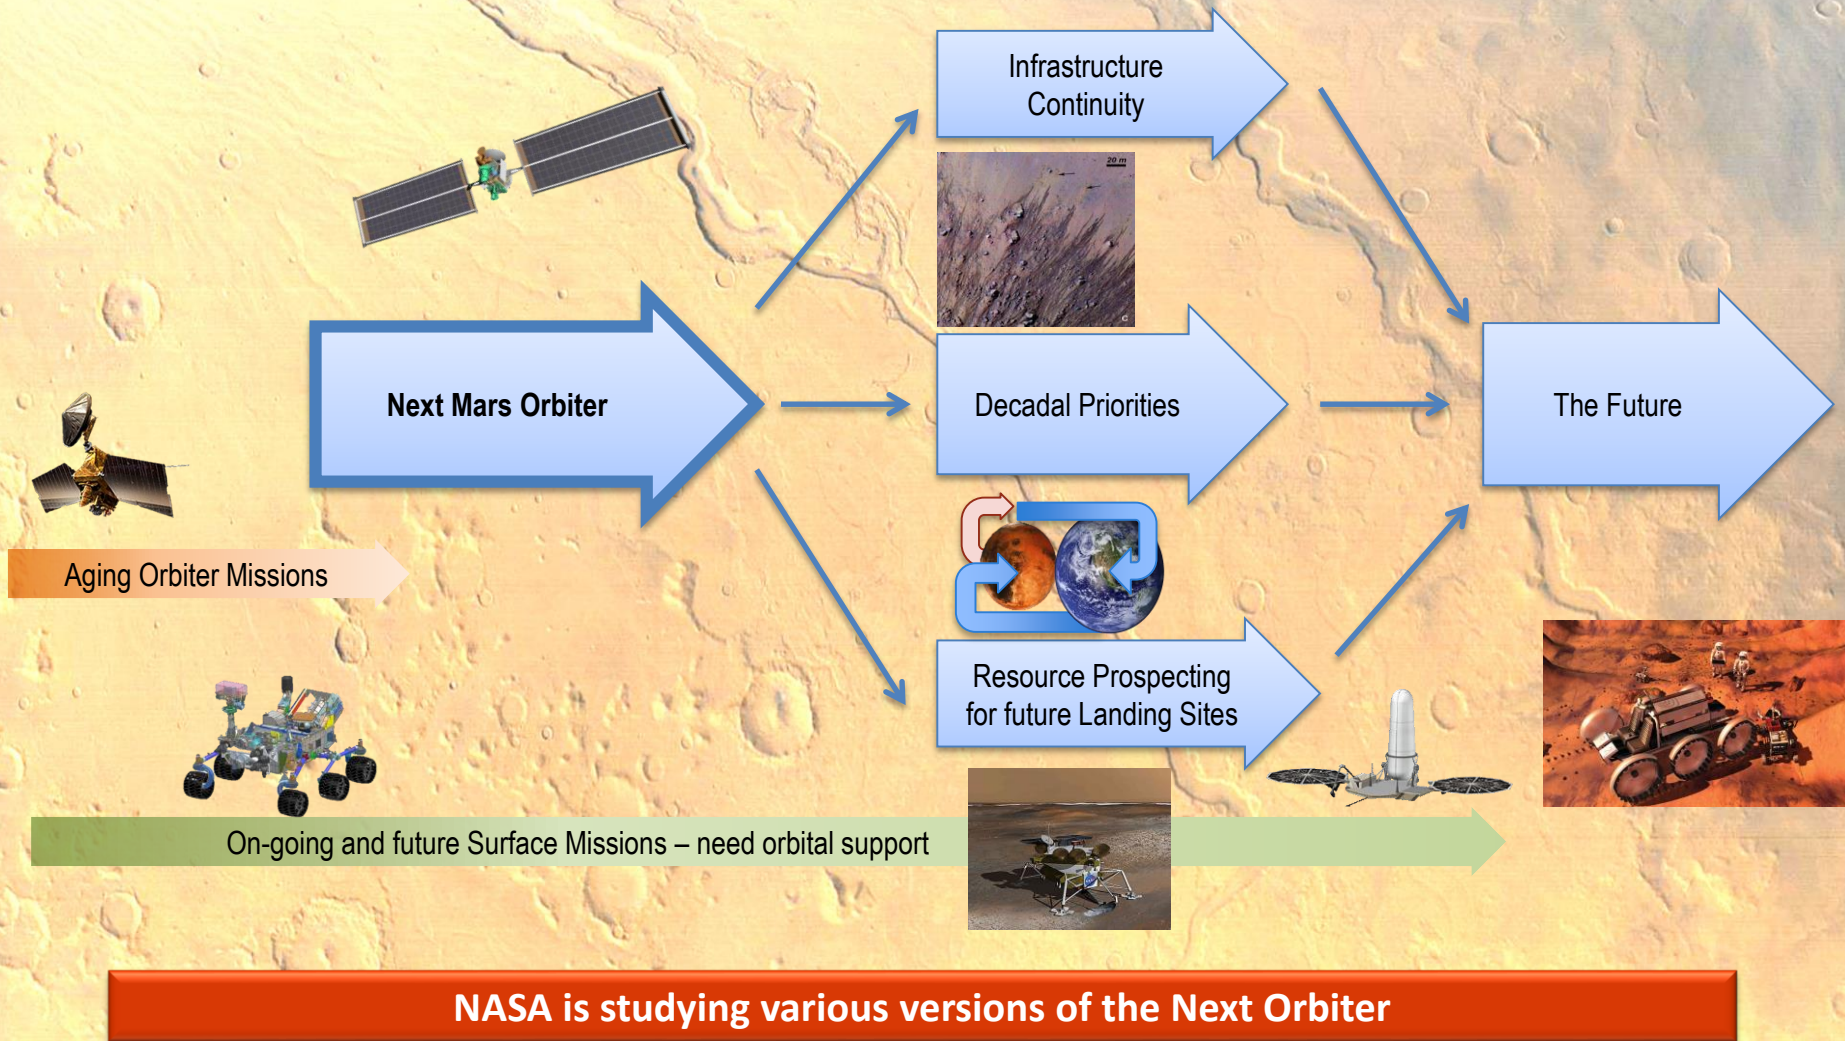 Infrastructure
Continuity
20 m
C
Next Mars Orbiter
Decadal Priorities
The Future
Aging Orbiter Missions
Resource Prospecting
for future Landing Sites
On-going and future Surface Missions – need orbital support
NASA is studying various versions of the Next Orbiter